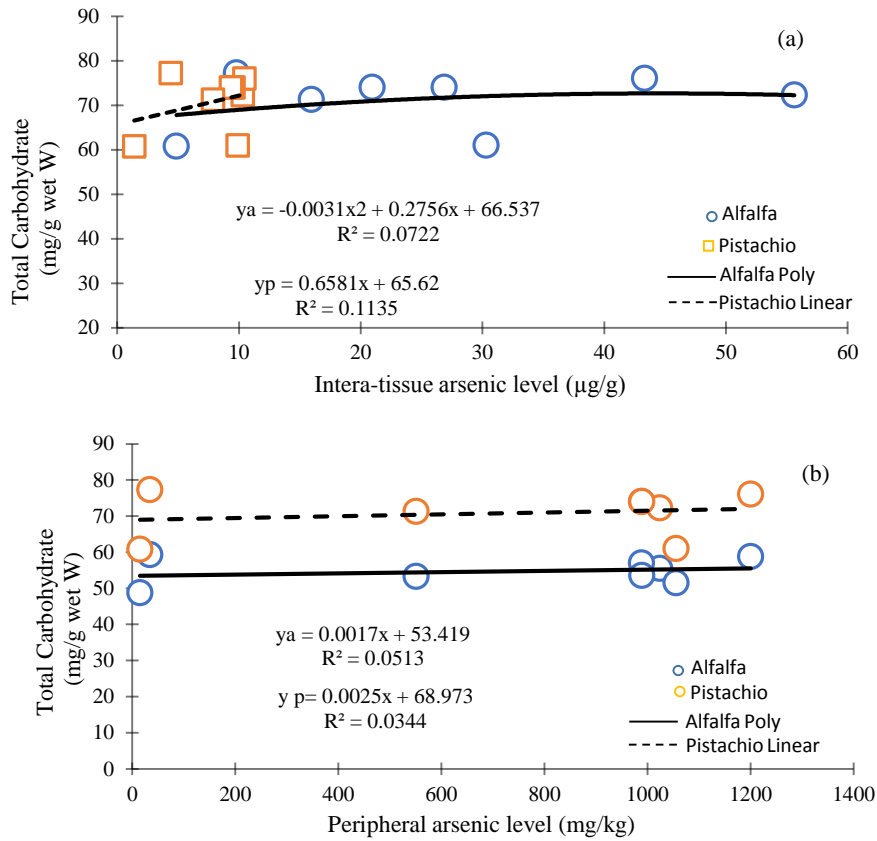 (a)
90
80
70
60
50
40
30
20
Total Carbohydrate
(mg/g wet W)
ya = -0.0031x2 + 0.2756x + 66.537
R² = 0.0722
yp = 0.6581x + 65.62
R² = 0.1135
Alfalfa
Pistachio
Alfalfa Poly
Pistachio Linear
0 10 20 30 40 50 60
Intera-tissue arsenic level (µg/g)
(b)
90
80
70
60
50
40
30
20
10
0
Total Carbohydrate
(mg/g wet W)
ya = 0.0017x + 53.419
R² = 0.0513
y p= 0.0025x + 68.973
R² = 0.0344
Alfalfa
Pistachio
Alfalfa Poly
Pistachio Linear
0 200 400 600 800 1000 1200 1400
Peripheral arsenic level (mg/kg)